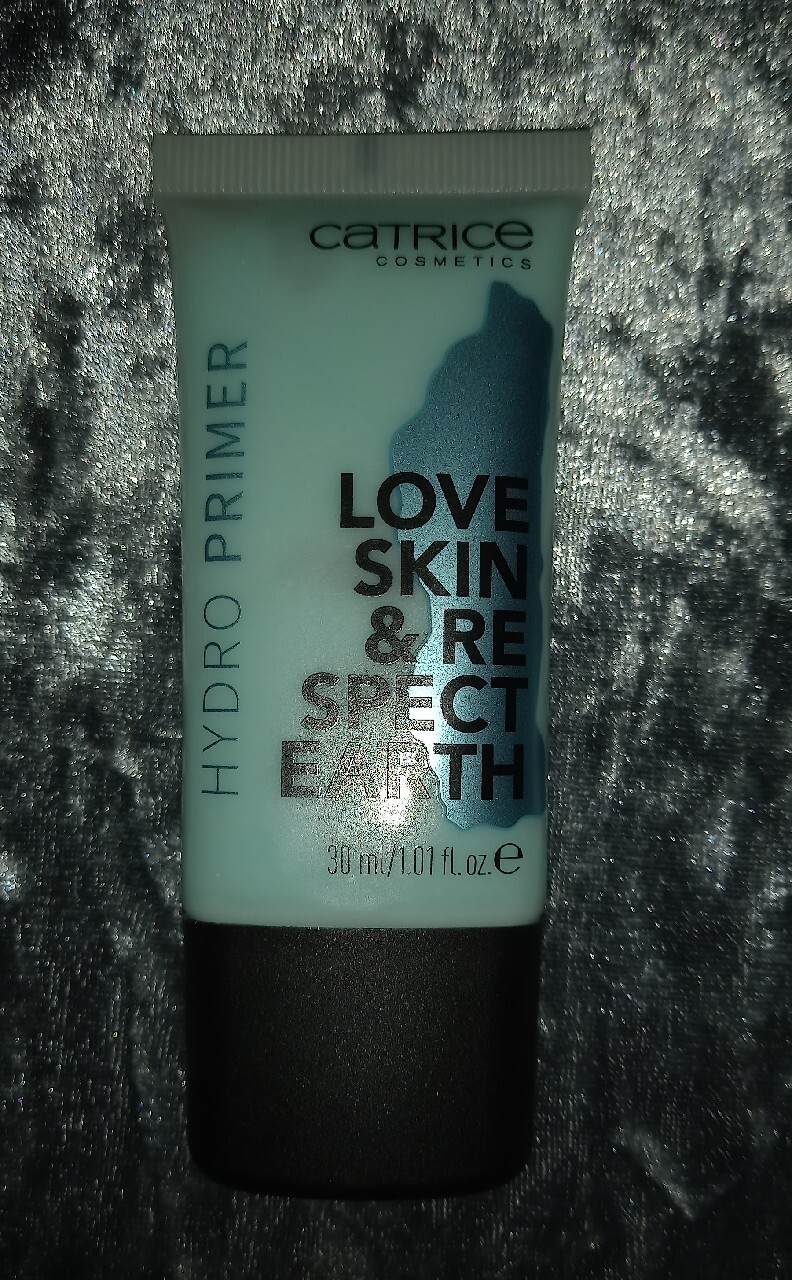 CATRICE
COSMETICS
HYDRO PRIMER
LOVE
SKIN
& RE
SPECT
EARTH
30 ml/1.01 fl.oz.e